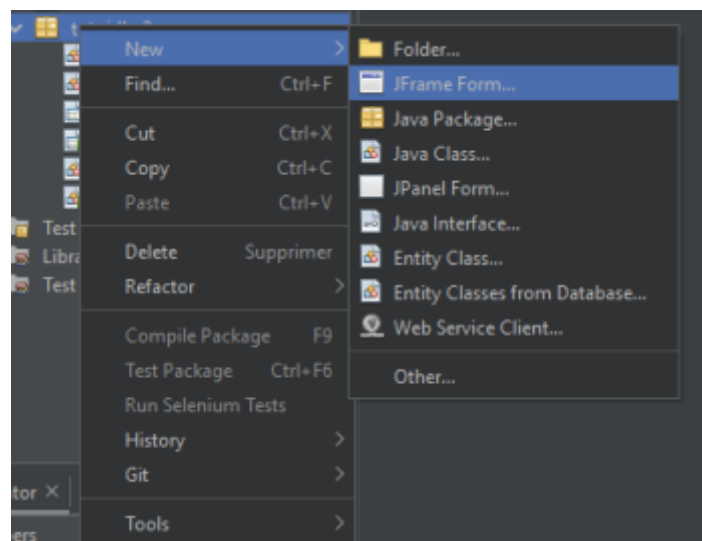 New
Find... Ctrl+F
Cut Ctrl+X
Copy Ctrl+C
Paste Ctrl+V
Delete Supprimer
Refactor
Compile Package F9
Test Package Ctrl+F6
Run Selenium Tests
History
Git
Tools
Folder...
JFrame Form...
Java Package...
Java Class...
JPanel Form...
Java Interface...
Entity Class...
Entity Classes from Database...
Web Service Client...
Other...
Test
Libra
Test
tor
ers